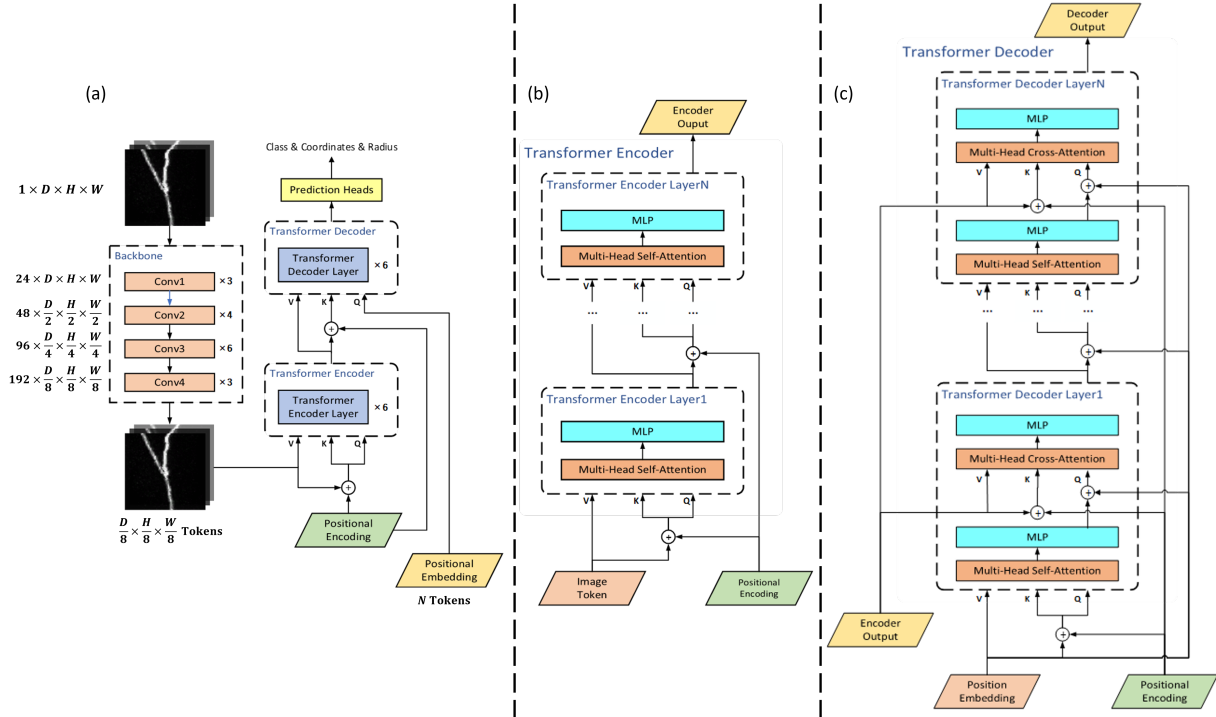 (a)
1 × D × H × W
Backbone
24 × D × H × W
Conv1
×3
48 × D/2 × H/2 × W/2
Conv2
×4
96 × D/4 × H/4 × W/4
Conv3
×6
192 × D/8 × H/8 × W/8
Conv4
×3
D/8 × H/8 × W/8 Tokens
Class & Coordinates & Radius
Prediction Heads
Transformer Decoder
Transformer
Decoder Layer
× 6
V
K
Q
+
Transformer Encoder
Transformer
Encoder Layer
× 6
V
K
Q
+
Positional
Encoding
Positional
Embedding
N Tokens
(b)
Encoder
Ouput
Transformer Encoder
Transformer Encoder LayerN
MLP
Multi-Head Self-Attention
V
K
Q
...
...
...
+
Transformer Encoder Layer1
MLP
Multi-Head Self-Attention
V
K
Q
+
Image
Token
Positional
Encoding
(c)
Decoder
Output
Transformer Decoder
Transformer Decoder LayerN
MLP
Multi-Head Cross-Attention
V
K
Q
+
+
MLP
Multi-Head Self-Attention
V
K
Q
...
...
...
+
Transformer Decoder Layer1
MLP
Multi-Head Cross-Attention
V
K
Q
+
+
MLP
Multi-Head Self-Attention
V
K
Q
Encoder
Output
+
Position
Embedding
Positional
Encoding